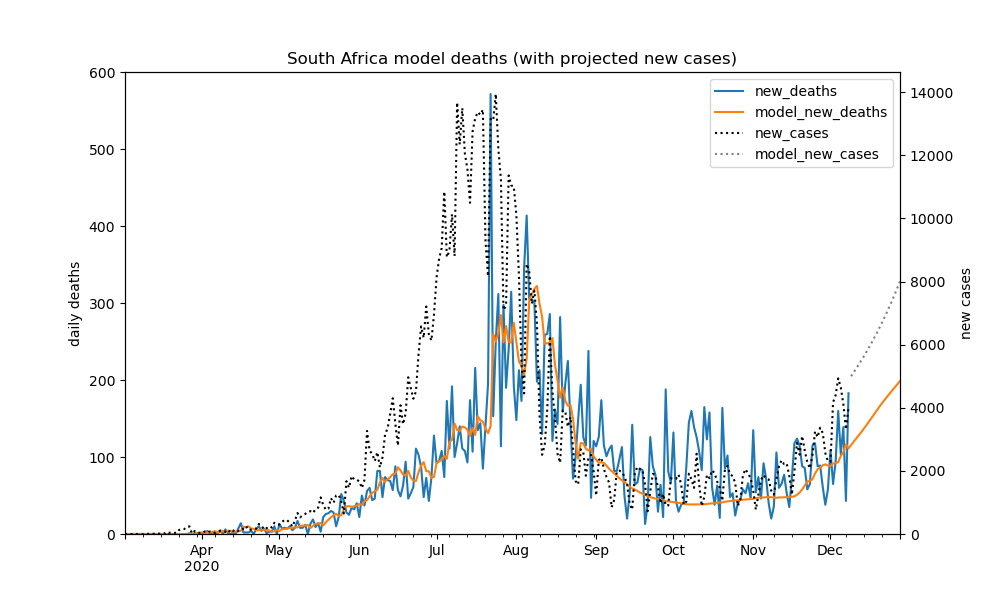 South Africa model deaths (with projected new cases)
600
500
400
300
200
100
0
daily deaths
14000
12000
10000
8000
6000
4000
2000
0
new cases
new_deaths
model_new_deaths
new_cases
model_new_cases
Apr May Jun Jul Aug Sep Oct Nov Dec
2020